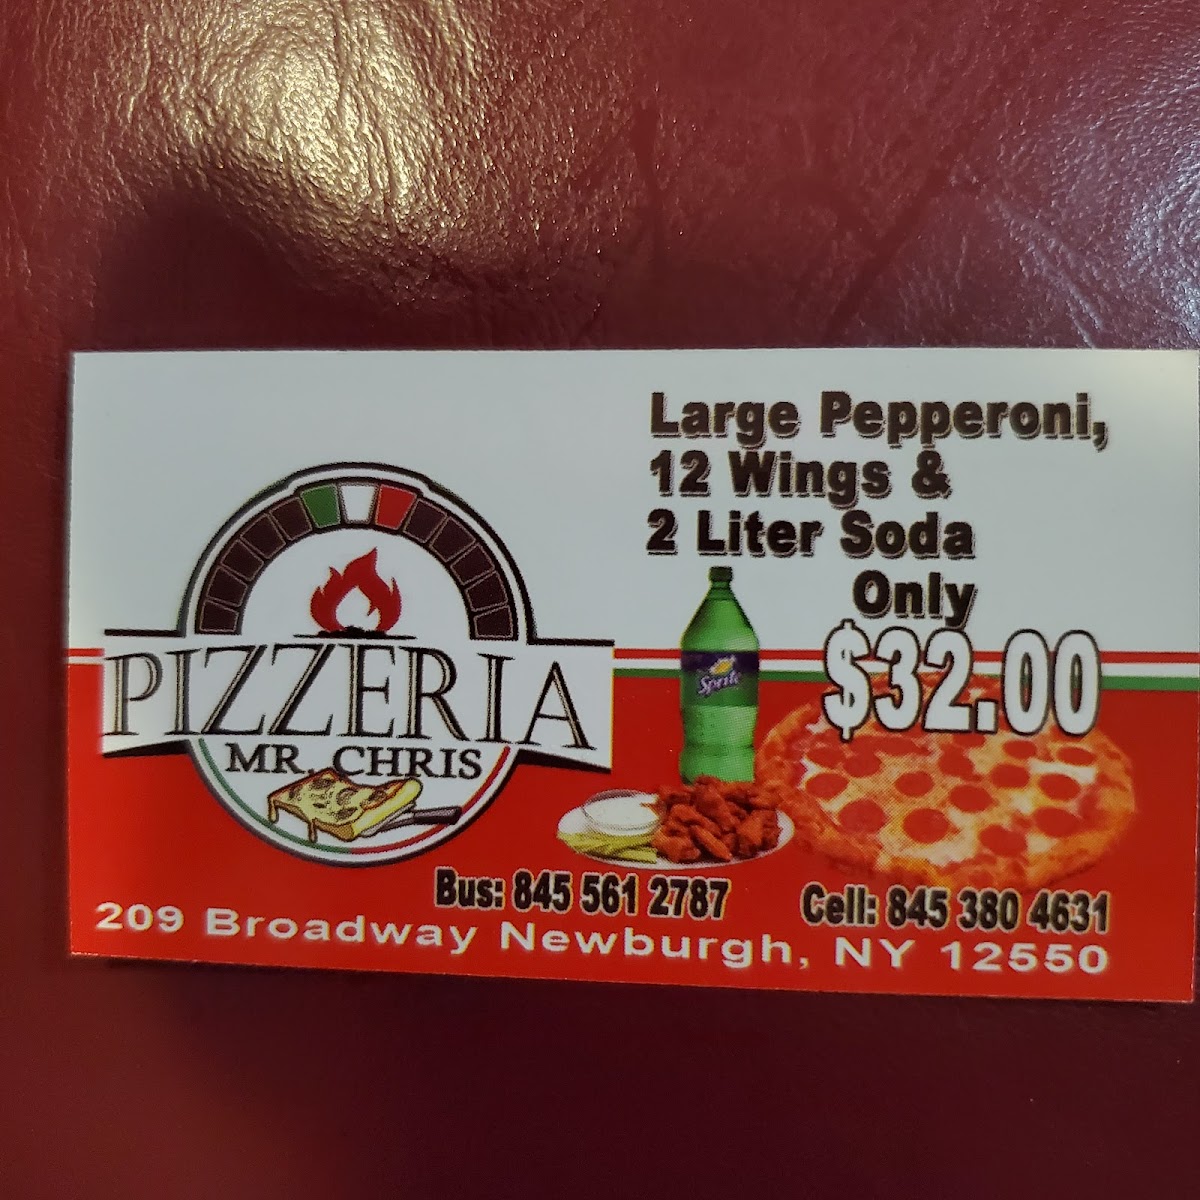 Large Pepperoni,
12 Wings &
2 Liter Soda
Only
$32.00
PIZZERIA
MR. CHRIS
Sprite
Bus: 845 561 2787
Cell: 845 380 4631
209 Broadway Newburgh, NY 12550